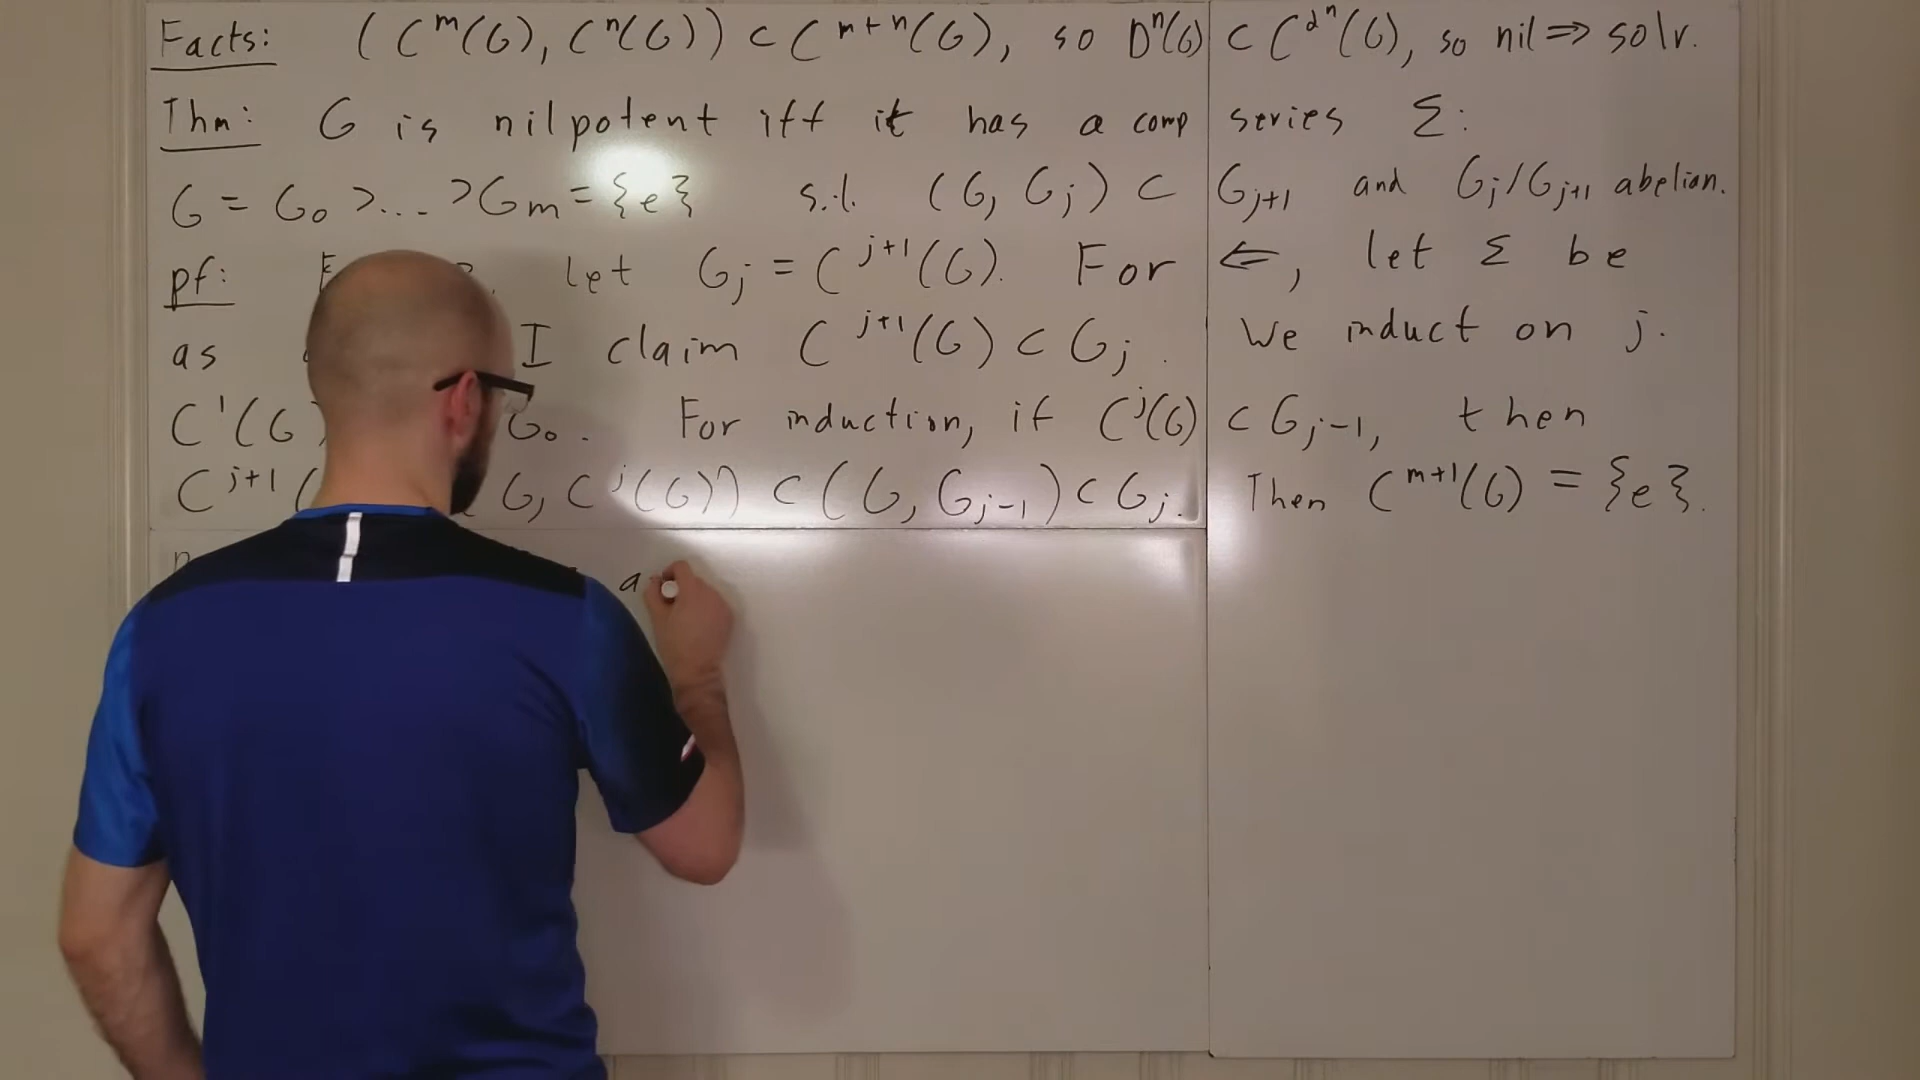 Facts: (C^m(G), C^n(G)) ⊂ C^{m+n}(G), so D^n(G) ⊂ C^{2^n}(G), so nil ⇒ solv.
Thm: G is nilpotent iff it has a comp series Σ:
G = G_0 > ... > G_m = {e} s.t. (G, G_j) ⊂ G_{j+1} and G_j/G_{j+1} abelian.
pf: let G_j = C^{j+1}(G). For ⇐, let Σ be
as I claim C^{j+1}(G) ⊂ G_j. We induct on j.
C^1(G G_0. For induction, if C^j(G) ⊂ G_{j-1}, then
C^{j+1}( G, C^j(G)) ⊂ (G, G_{j-1}) ⊂ G_j. Then C^{m+1}(G) = {e}.